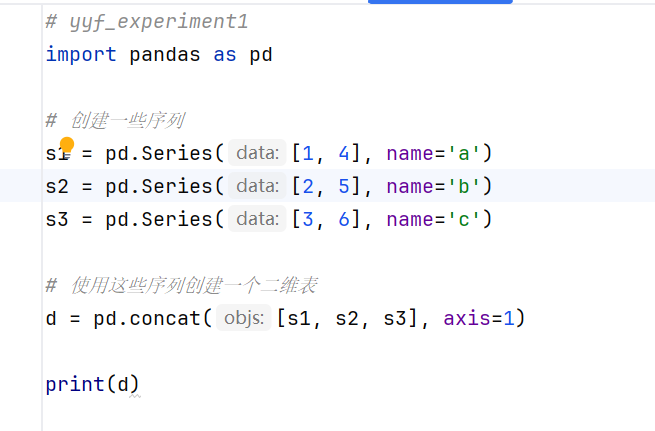 # yyf_experiment1
import pandas as pd
# 创建一些序列
s1 = pd.Series( data: [1, 4], name='a')
s2 = pd.Series( data: [2, 5], name='b')
s3 = pd.Series( data: [3, 6], name='c')
# 使用这些序列创建一个二维表
d = pd.concat( objs: [s1, s2, s3], axis=1)
print(d)